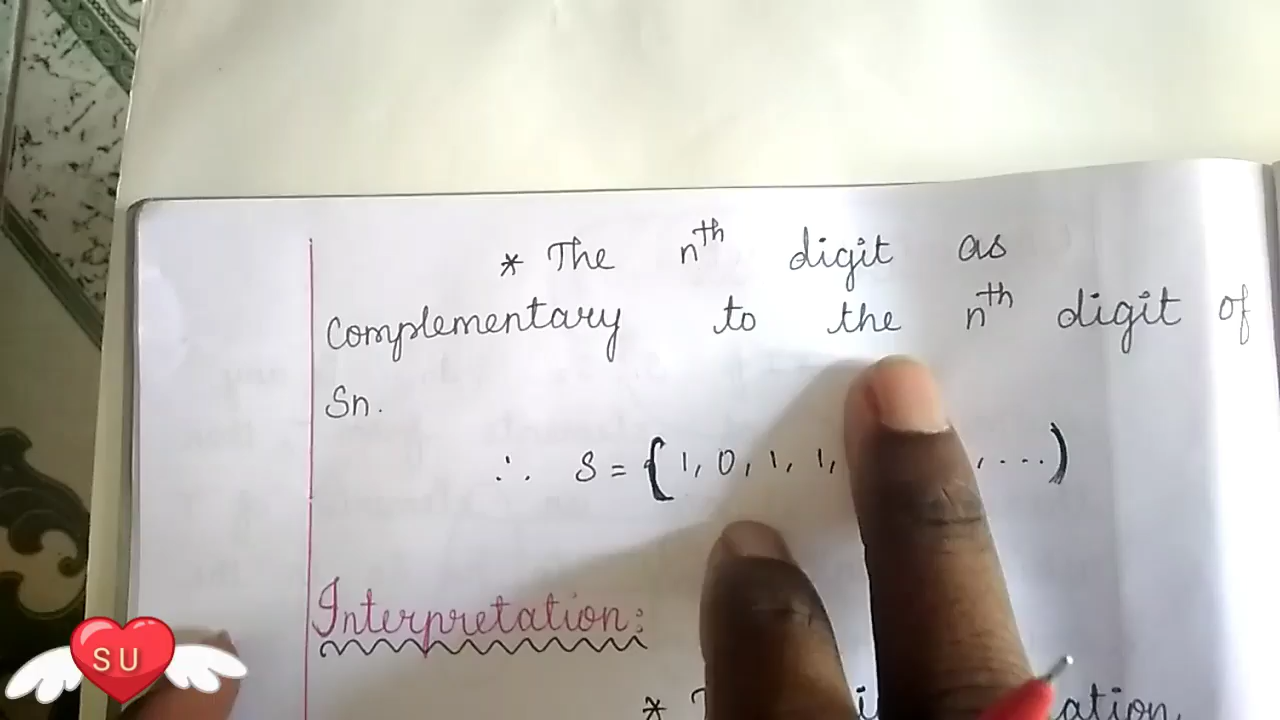 * The nth digit as
Complementary to the nth digit of
Sn.
∴ S = (1, 0, 1, 1, , ...)
Interpretation:
*
SU